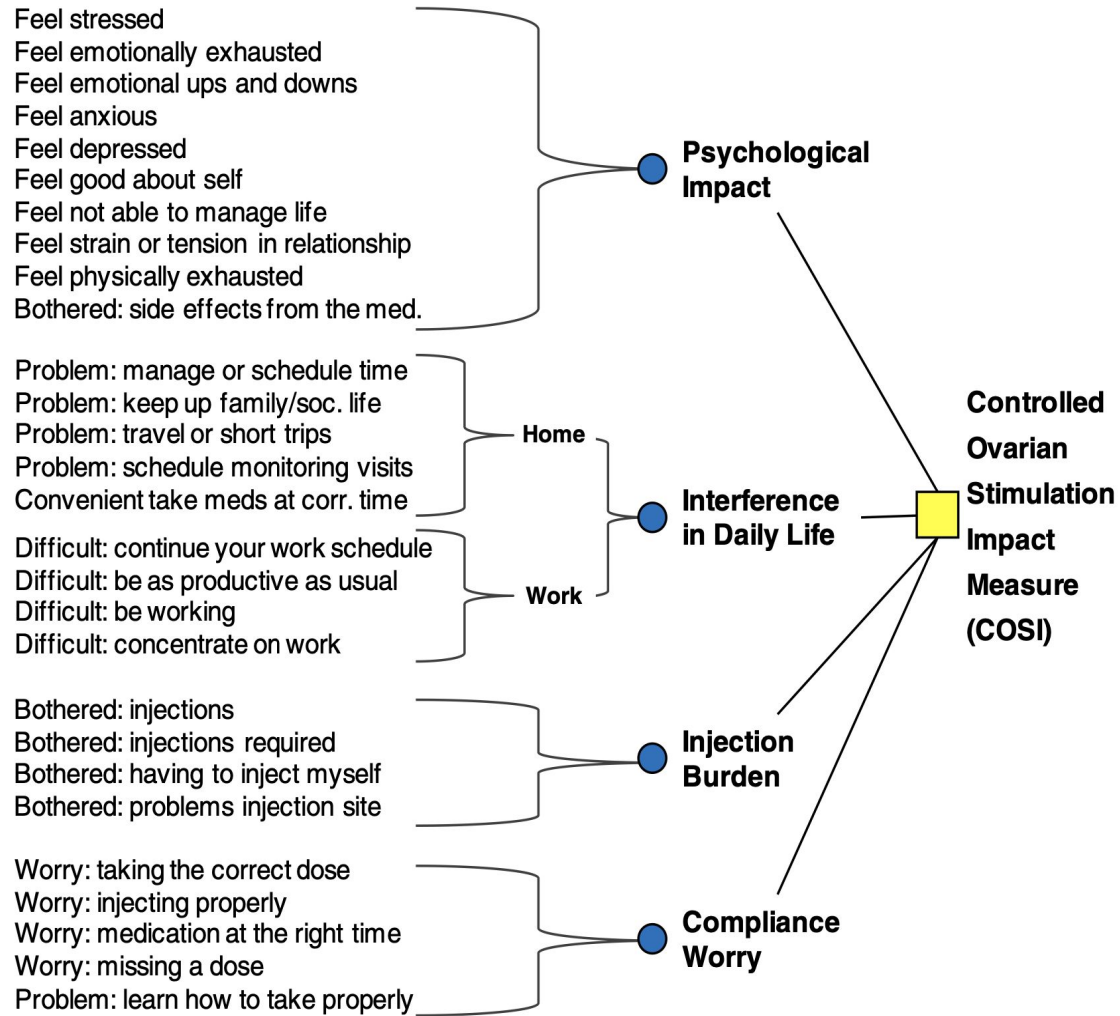 Feel stressed
Feel emotionally exhausted
Feel emotional ups and downs
Feel anxious
Feel depressed
Feel good about self
Feel not able to manage life
Feel strain or tension in relationship
Feel physically exhausted
Bothered: side effects from the med.
Psychological
Impact
Problem: manage or schedule time
Problem: keep up family/soc. life
Problem: travel or short trips
Problem: schedule monitoring visits
Convenient take meds at corr. time
Home
Difficult: continue your work schedule
Difficult: be as productive as usual
Difficult: be working
Difficult: concentrate on work
Work
Interference
in Daily Life
Bothered: injections
Bothered: injections required
Bothered: having to inject myself
Bothered: problems injection site
Injection
Burden
Worry: taking the correct dose
Worry: injecting properly
Worry: medication at the right time
Worry: missing a dose
Problem: learn how to take properly
Compliance
Worry
Controlled
Ovarian
Stimulation
Impact
Measure
(COSI)